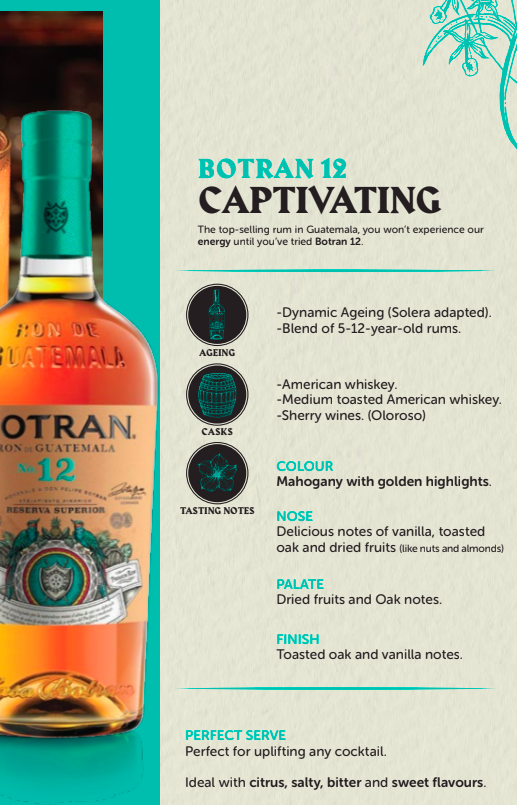 RON DE
GUATEMALA
BOTRAN.
RON DE GUATEMALA
No. 12
RESERVA SUPERIOR
BOTRAN 12
CAPTIVATING
The top-selling rum in Guatemala, you won't experience our
energy until you've tried Botran 12.
-Dynamic Ageing (Solera adapted).
-Blend of 5-12-year-old rums.
AGEING
-American whiskey.
-Medium toasted American whiskey.
-Sherry wines. (Oloroso)
CASKS
TASTING NOTES
COLOUR
Mahogany with golden highlights.
NOSE
Delicious notes of vanilla, toasted
oak and dried fruits (like nuts and almonds)
PALATE
Dried fruits and Oak notes.
FINISH
Toasted oak and vanilla notes.
PERFECT SERVE
Perfect for uplifting any cocktail.
Ideal with citrus, salty, bitter and sweet flavours.